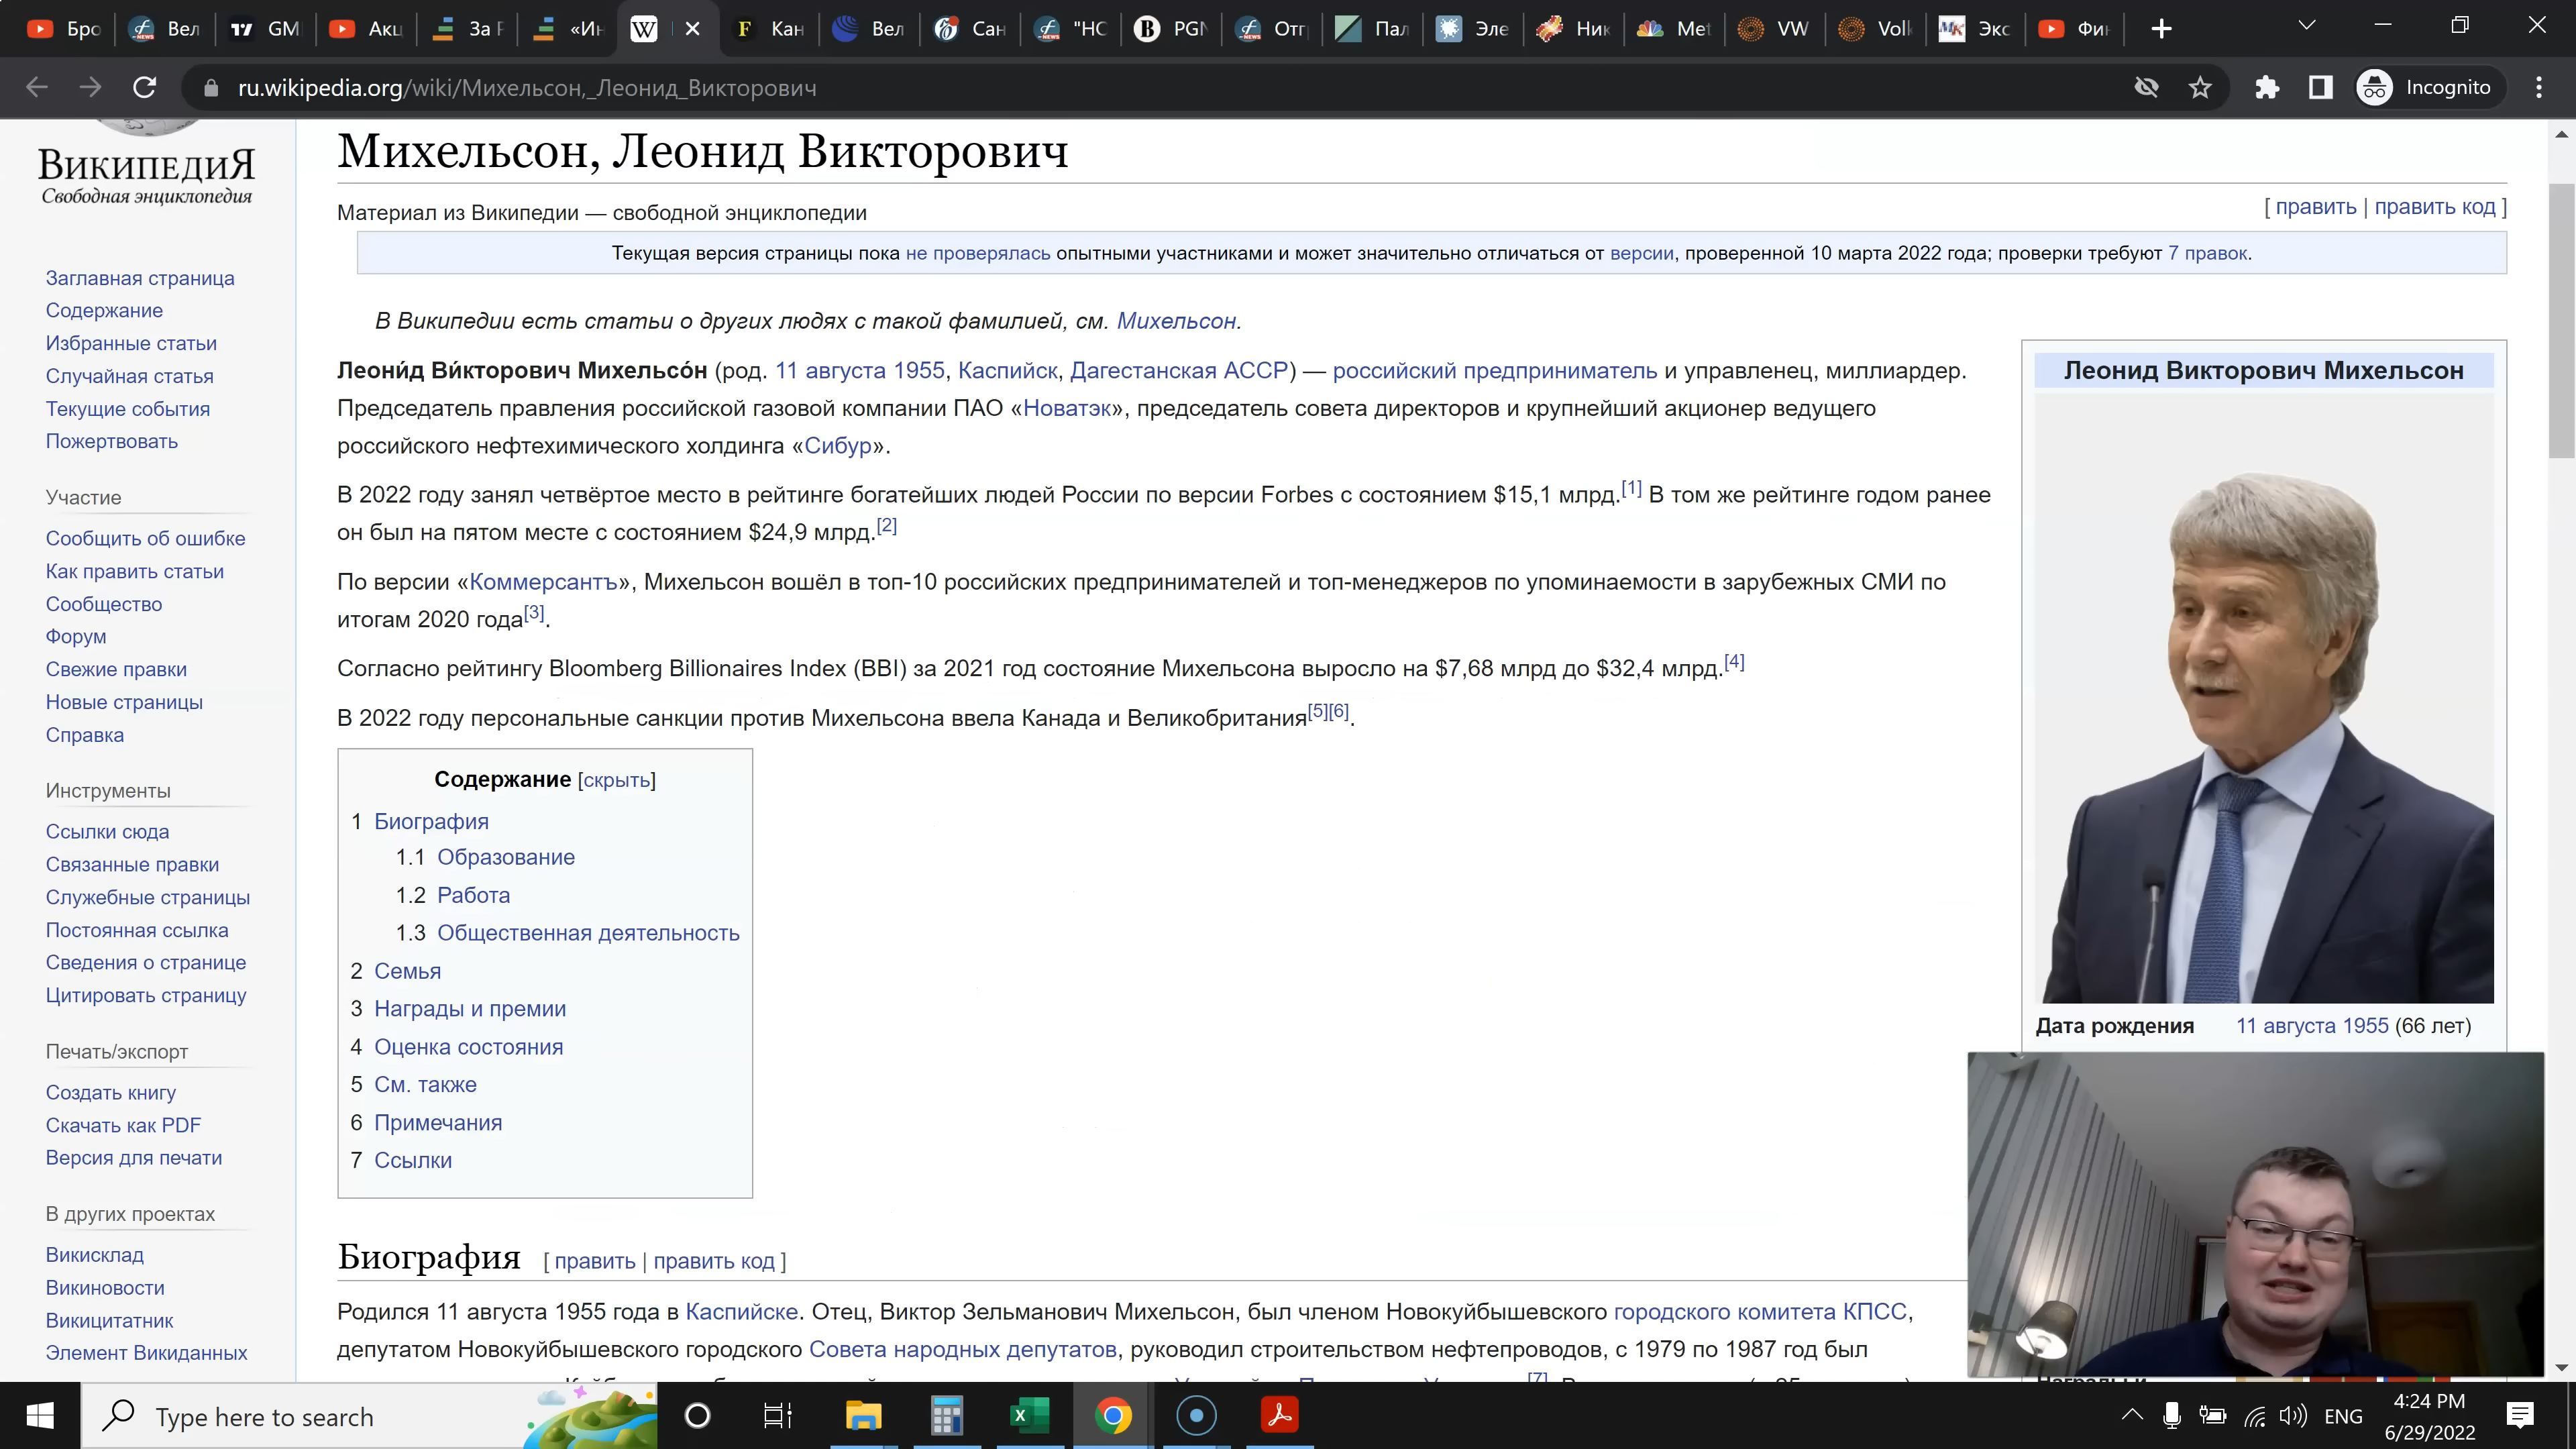 Бро
Вел
GM
Акц
За Р
«Ин
Кан
Вел
Сан
"НО
PGN
Отг
Пал
Эле
Ник
Met
VW
Volk
Экс
Фин
ru.wikipedia.org/wiki/Михельсон,_Леонид_Викторович
Incognito
ВИКИПЕДИЯ
Свободная энциклопедия
Заглавная страница
Содержание
Избранные статьи
Случайная статья
Текущие события
Пожертвовать
Участие
Сообщить об ошибке
Как править статьи
Сообщество
Форум
Свежие правки
Новые страницы
Справка
Инструменты
Ссылки сюда
Связанные правки
Служебные страницы
Постоянная ссылка
Сведения о странице
Цитировать страницу
Печать/экспорт
Создать книгу
Скачать как PDF
Версия для печати
В других проектах
Викисклад
Викиновости
Викицитатник
Элемент Викиданных
Михельсон, Леонид Викторович
Материал из Википедии — свободной энциклопедии
[ править | править код ]
Текущая версия страницы пока не проверялась опытными участниками и может значительно отличаться от версии, проверенной 10 марта 2022 года; проверки требуют 7 правок.
В Википедии есть статьи о других людях с такой фамилией, см. Михельсон.
Леони́д Ви́кторович Михельсо́н (род. 11 августа 1955, Каспийск, Дагестанская АССР) — российский предприниматель и управленец, миллиардер.
Председатель правления российской газовой компании ПАО «Новатэк», председатель совета директоров и крупнейший акционер ведущего
российского нефтехимического холдинга «Сибур».
В 2022 году занял четвёртое место в рейтинге богатейших людей России по версии Forbes с состоянием $15,1 млрд.[1] В том же рейтинге годом ранее
он был на пятом месте с состоянием $24,9 млрд.[2]
По версии «Коммерсантъ», Михельсон вошёл в топ-10 российских предпринимателей и топ-менеджеров по упоминаемости в зарубежных СМИ по
итогам 2020 года[3].
Согласно рейтингу Bloomberg Billionaires Index (BBI) за 2021 год состояние Михельсона выросло на $7,68 млрд до $32,4 млрд.[4]
В 2022 году персональные санкции против Михельсона ввела Канада и Великобритания[5][6].
Содержание [скрыть]
1 Биография
1.1 Образование
1.2 Работа
1.3 Общественная деятельность
2 Семья
3 Награды и премии
4 Оценка состояния
5 См. также
6 Примечания
7 Ссылки
Биография [ править | править код ]
Родился 11 августа 1955 года в Каспийске. Отец, Виктор Зельманович Михельсон, был членом Новокуйбышевского городского комитета КПСС,
депутатом Новокуйбышевского городского Совета народных депутатов, руководил строительством нефтепроводов, с 1979 по 1987 год был
Леонид Викторович Михельсон
Дата рождения 11 августа 1955 (66 лет)
Type here to search
ENG
4:24 PM
6/29/2022